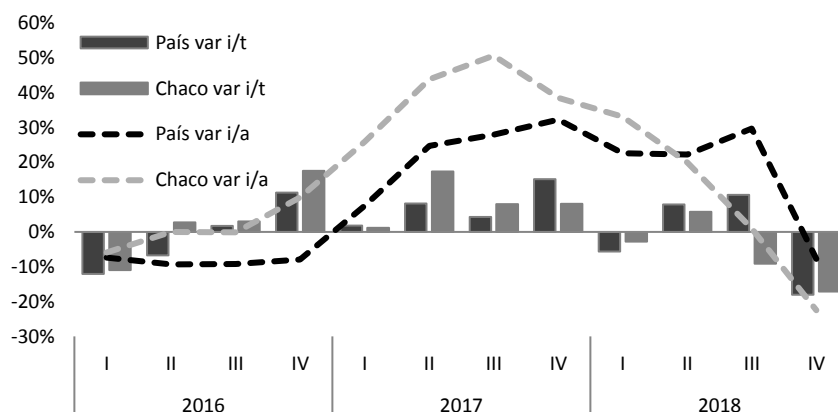 60%
50%
40%
30%
20%
10%
0%
-10%
-20%
-30%
País var i/t
Chaco var i/t
País var i/a
Chaco var i/a
I II III IV I II III IV I II III IV
2016 2017 2018